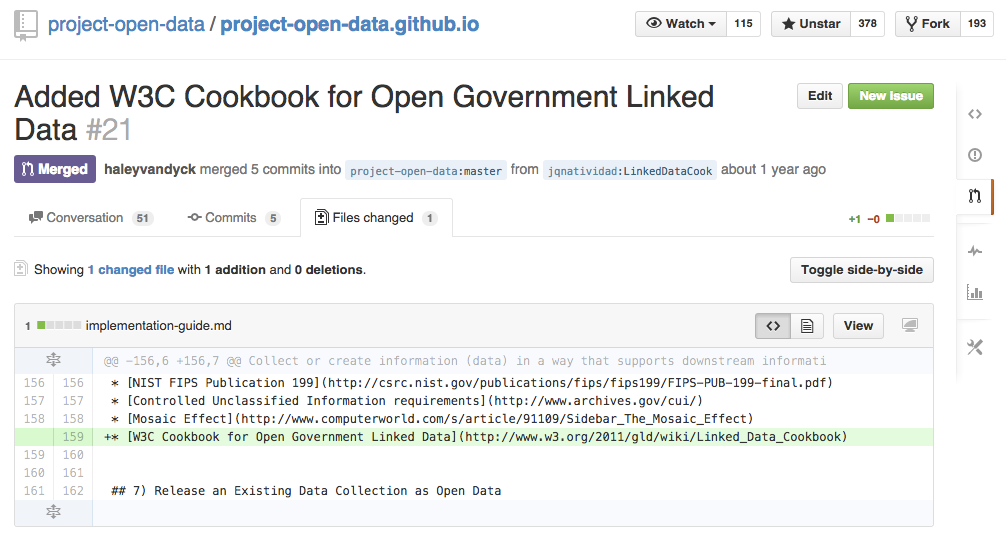 project-open-data / project-open-data.github.io
Watch 115 Unstar 378 Fork 193
Added W3C Cookbook for Open Government Linked
Data #21
Edit New Issue
Merged haleyvandyck merged 5 commits into project-open-data:master from jqnatividad:LinkedDataCook about 1 year ago
Conversation 51 Commits 5 Files changed 1 +1 −0
Showing 1 changed file with 1 addition and 0 deletions. Toggle side-by-side
1 implementation-guide.md View
@@ -156,6 +156,7 @@ Collect or create information (data) in a way that supports downstream informati
156 156 * [NIST FIPS Publication 199](http://csrc.nist.gov/publications/fips/fips199/FIPS-PUB-199-final.pdf)
157 157 * [Controlled Unclassified Information requirements](http://www.archives.gov/cui/)
158 158 * [Mosaic Effect](http://www.computerworld.com/s/article/91109/Sidebar_The_Mosaic_Effect)
159 +* [W3C Cookbook for Open Government Linked Data](http://www.w3.org/2011/gld/wiki/Linked_Data_Cookbook)
159 160
160 161
161 162 ## 7) Release an Existing Data Collection as Open Data